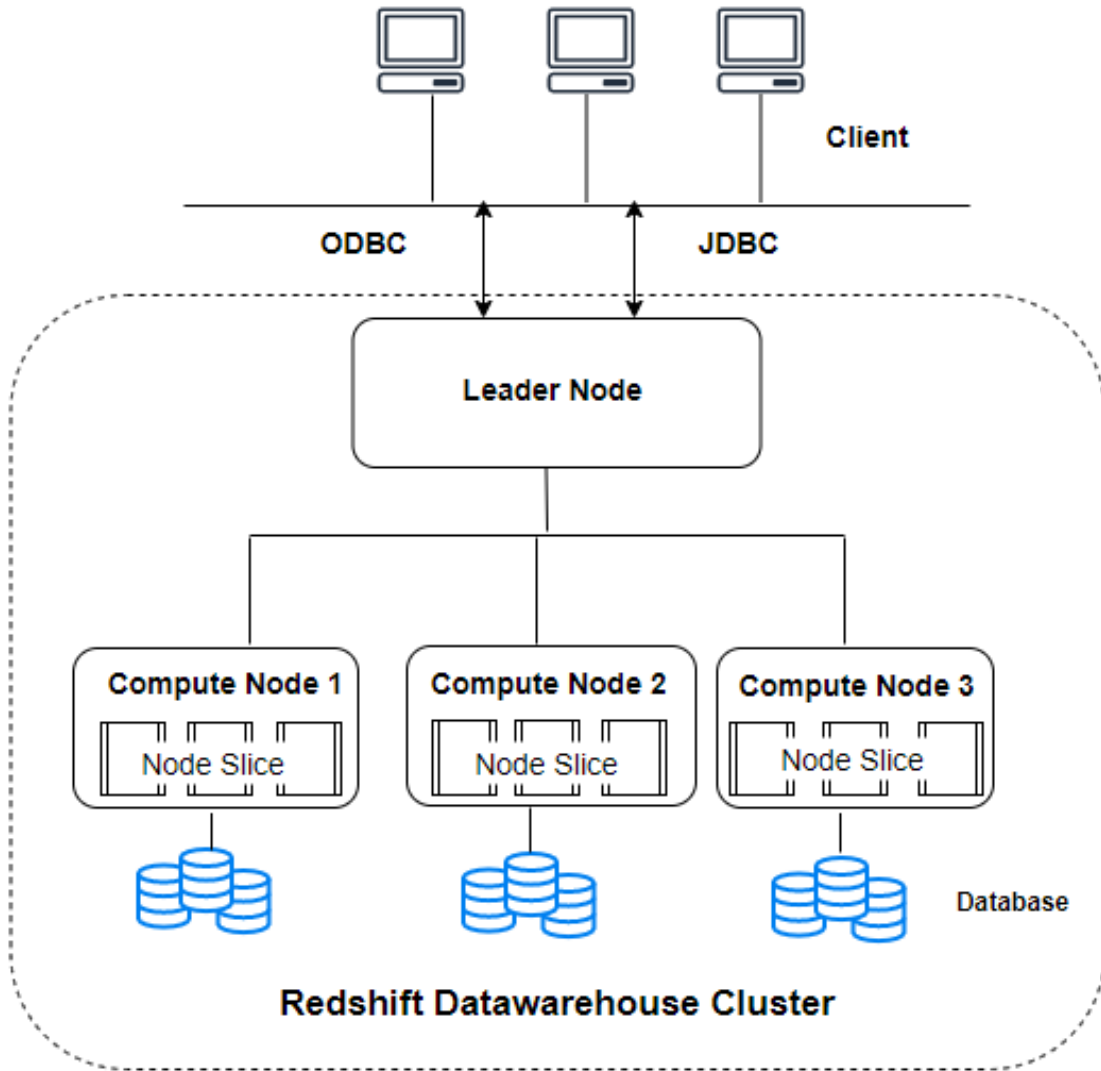 Client
ODBC
JDBC
Leader Node
Compute Node 1
Compute Node 2
Compute Node 3
Node Slice
Node Slice
Node Slice
Database
Redshift Datawarehouse Cluster